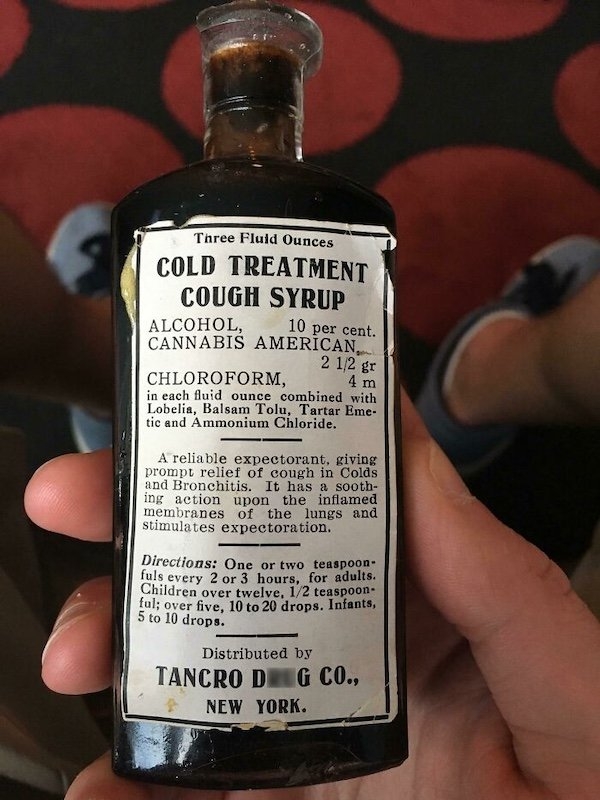 Three Fluid Ounces
COLD TREATMENT
COUGH SYRUP
ALCOHOL, 10 per cent.
CANNABIS AMERICAN,
2 1/2 gr
CHLOROFORM, 4 m
in each fluid ounce combined with
Lobelia, Balsam Tolu, Tartar Eme-
tic and Ammonium Chloride.
A reliable expectorant, giving
prompt relief of cough in Colds
and Bronchitis. It has a sooth-
ing action upon the inflamed
membranes of the lungs and
stimulates expectoration.
Directions: One or two teaspoon-
fuls every 2 or 3 hours, for adults.
Children over twelve, 1/2 teaspoon-
ful; over five, 10 to 20 drops. Infants,
5 to 10 drops.
Distributed by
TANCRO CO.,
NEW YORK.